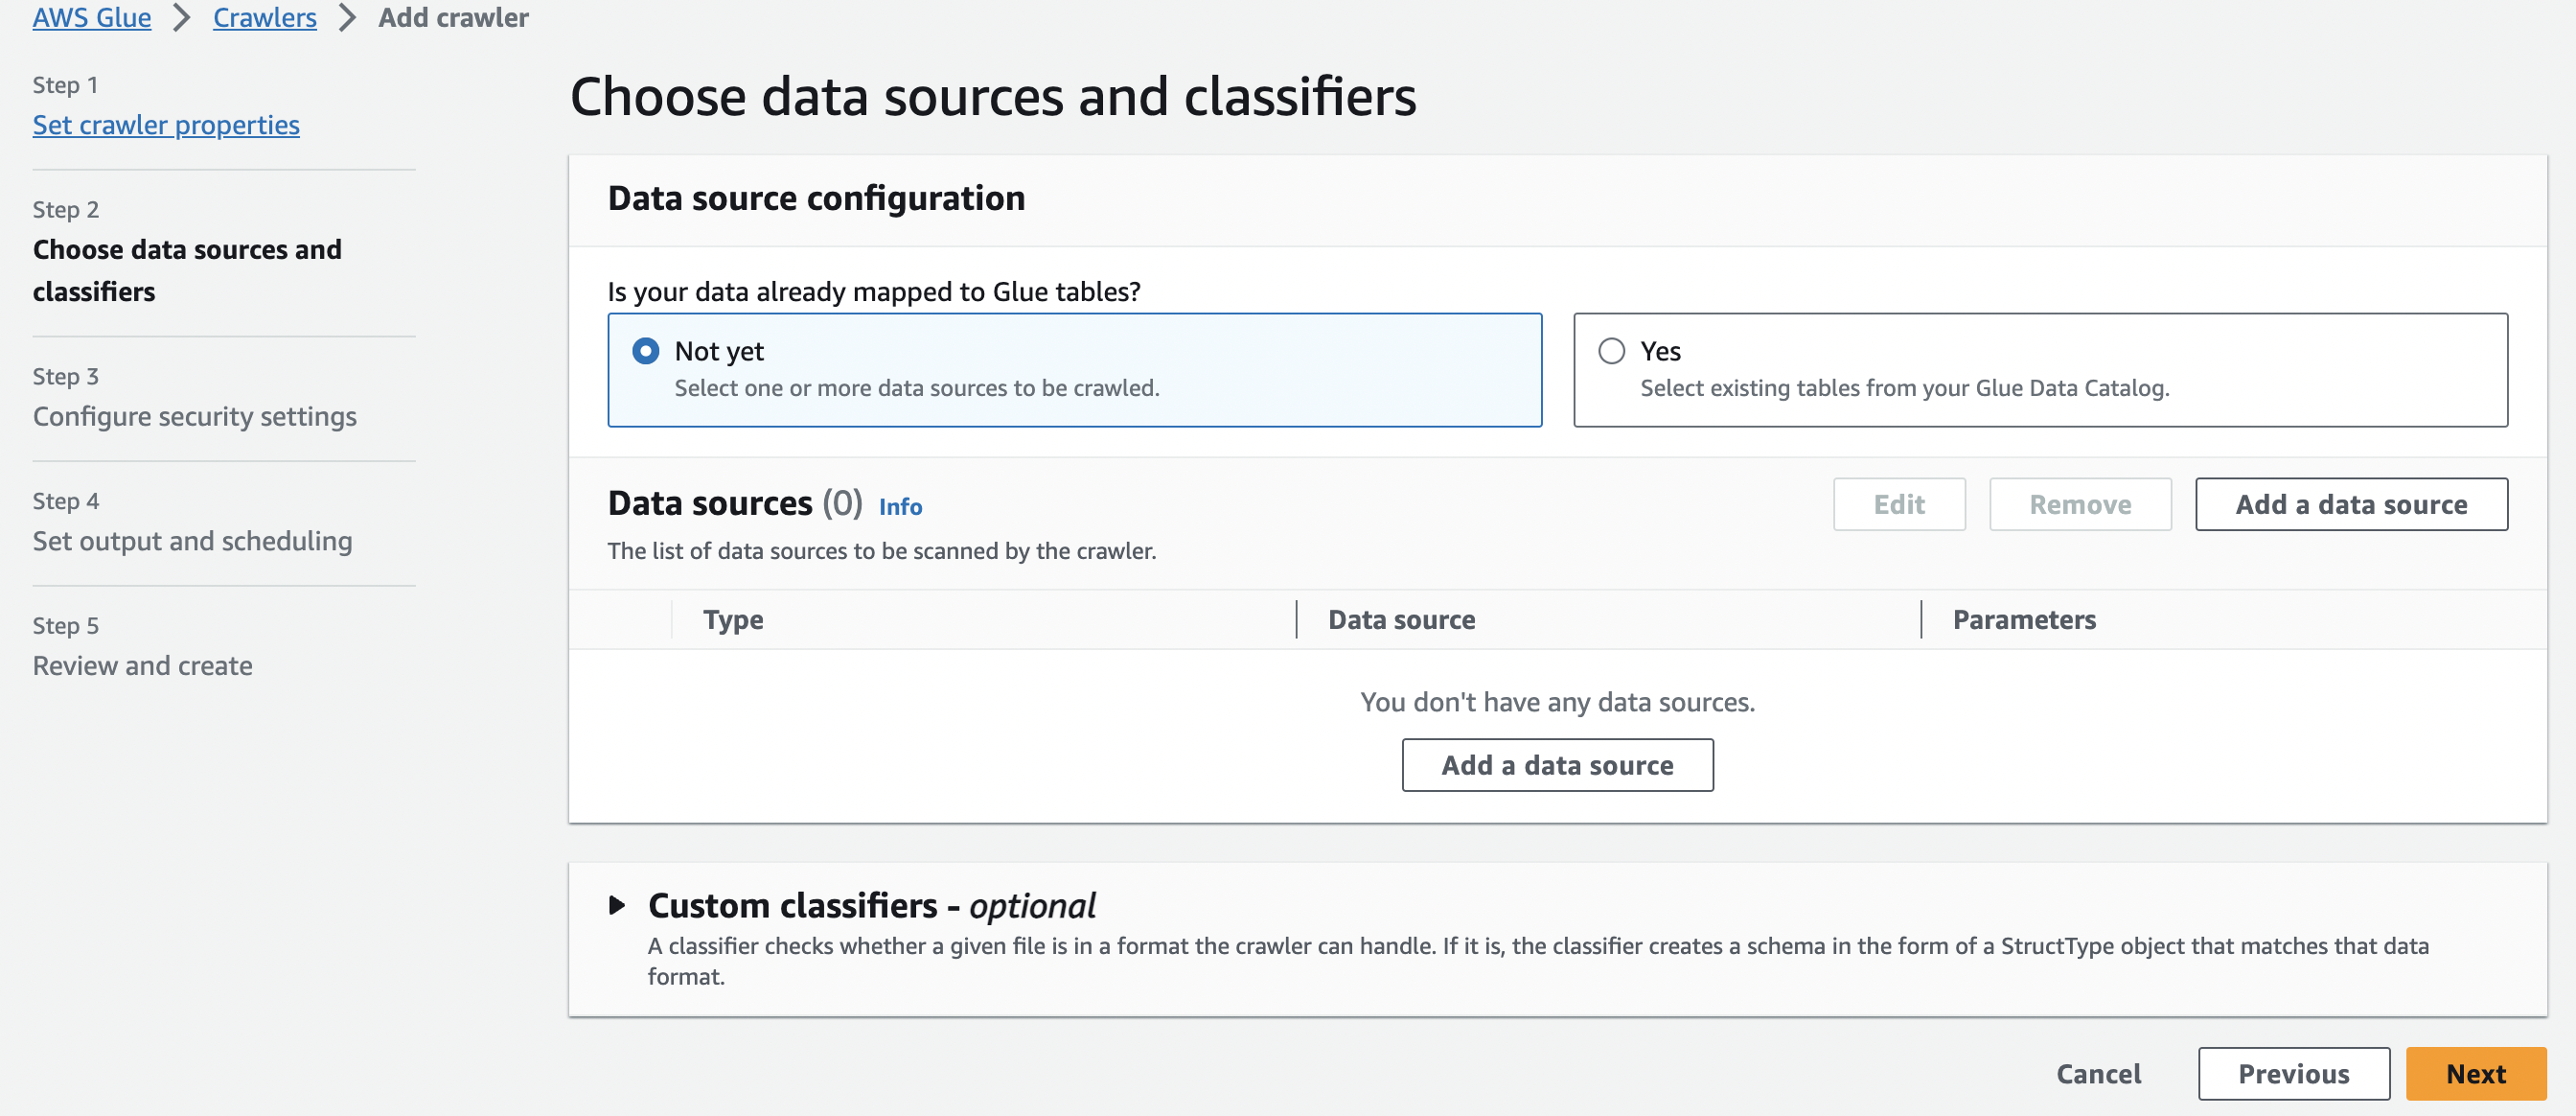 AWS Glue > Crawlers > Add crawler
Step 1
Set crawler properties
Step 2
Choose data sources and
classifiers
Step 3
Configure security settings
Step 4
Set output and scheduling
Step 5
Review and create
Choose data sources and classifiers
Data source configuration
Is your data already mapped to Glue tables?
Not yet
Select one or more data sources to be crawled.
Yes
Select existing tables from your Glue Data Catalog.
Data sources (0) Info
Edit Remove Add a data source
The list of data sources to be scanned by the crawler.
Type Data source Parameters
You don't have any data sources.
Add a data source
Custom classifiers - optional
A classifier checks whether a given file is in a format the crawler can handle. If it is, the classifier creates a schema in the form of a StructType object that matches that data
format.
Cancel Previous Next